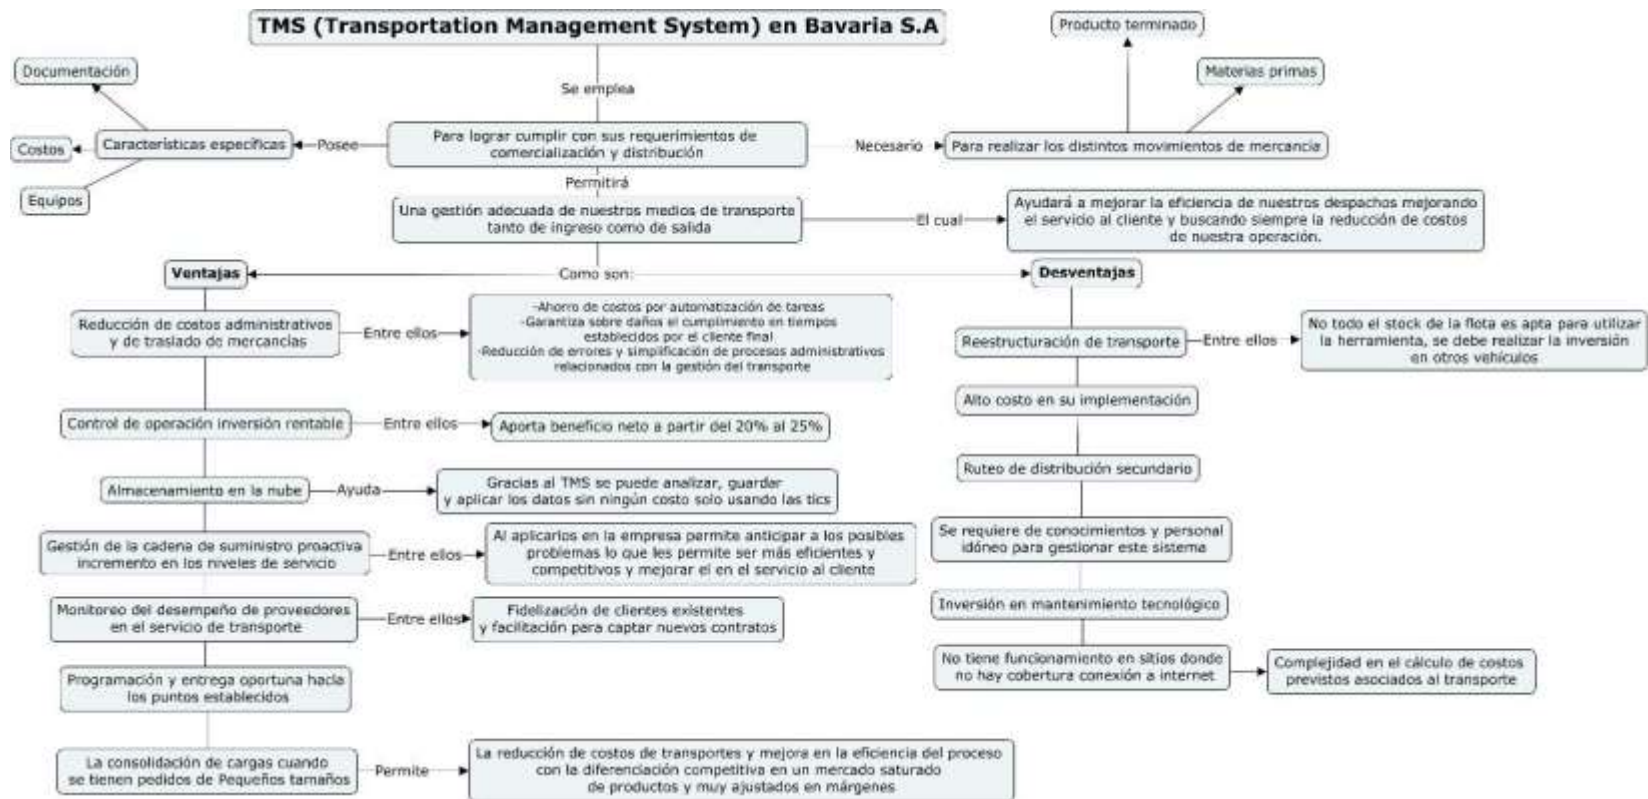 TMS (Transportation Management System) en Bavaria S.A
Producto terminado
Documentación
Materias primas
Se emplea
Costos
Características específicas
Posee
Para lograr cumplir con sus requerimientos de
comercialización y distribución
Necesario
Para realizar los distintos movimientos de mercancia
Equipos
Permitirá
Una gestión adecuada de nuestros medios de transporte
tanto de ingreso como de salida
El cual
Ayudará a mejorar la eficiencia de nuestros despachos mejorando
el servicio al cliente y buscando siempre la reducción de costos
de nuestra operación.
Ventajas
Como son:
Desventajas
Reducción de costos administrativos
y de traslado de mercancías
Entre ellos
-Ahorro de costos por automatización de tareas
-Garantiza sobre daños el cumplimiento en tiempos
establecidos por el cliente final
-Reducción de errores y simplificación de procesos administrativos
relacionados con la gestión del transporte
Reestructuración de transporte
Entre ellos
No todo el stock de la flota es apta para utilizar
la herramienta, se debe realizar la inversión
en otros vehículos
Alto costo en su implementación
Control de operación inversión rentable
Entre ellos
Aporta beneficio neto a partir del 20% al 25%
Ruteo de distribución secundario
Almacenamiento en la nube
Ayuda
Gracias al TMS se puede analizar, guardar
y aplicar los datos sin ningún costo solo usando las tics
Se requiere de conocimientos y personal
idóneo para gestionar este sistema
Gestión de la cadena de suministro proactiva
incremento en los niveles de servicio
Entre ellos
Al aplicarlos en la empresa permite anticipar a los posibles
problemas lo que les permite ser más eficientes y
competitivos y mejorar el en el servicio al cliente
Inversión en mantenimiento tecnológico
Monitoreo del desempeño de proveedores
en el servicio de transporte
Entre ellos
Fidelización de clientes existentes
y facilitación para captar nuevos contratos
No tiene funcionamiento en sitios donde
no hay cobertura conexión a internet
Complejidad en el cálculo de costos
previstos asociados al transporte
Programación y entrega oportuna hacia
los puntos establecidos
La consolidación de cargas cuando
se tienen pedidos de Pequeños tamaños
Permite
La reducción de costos de transportes y mejora en la eficiencia del proceso
con la diferenciación competitiva en un mercado saturado
de productos y muy ajustados en márgenes